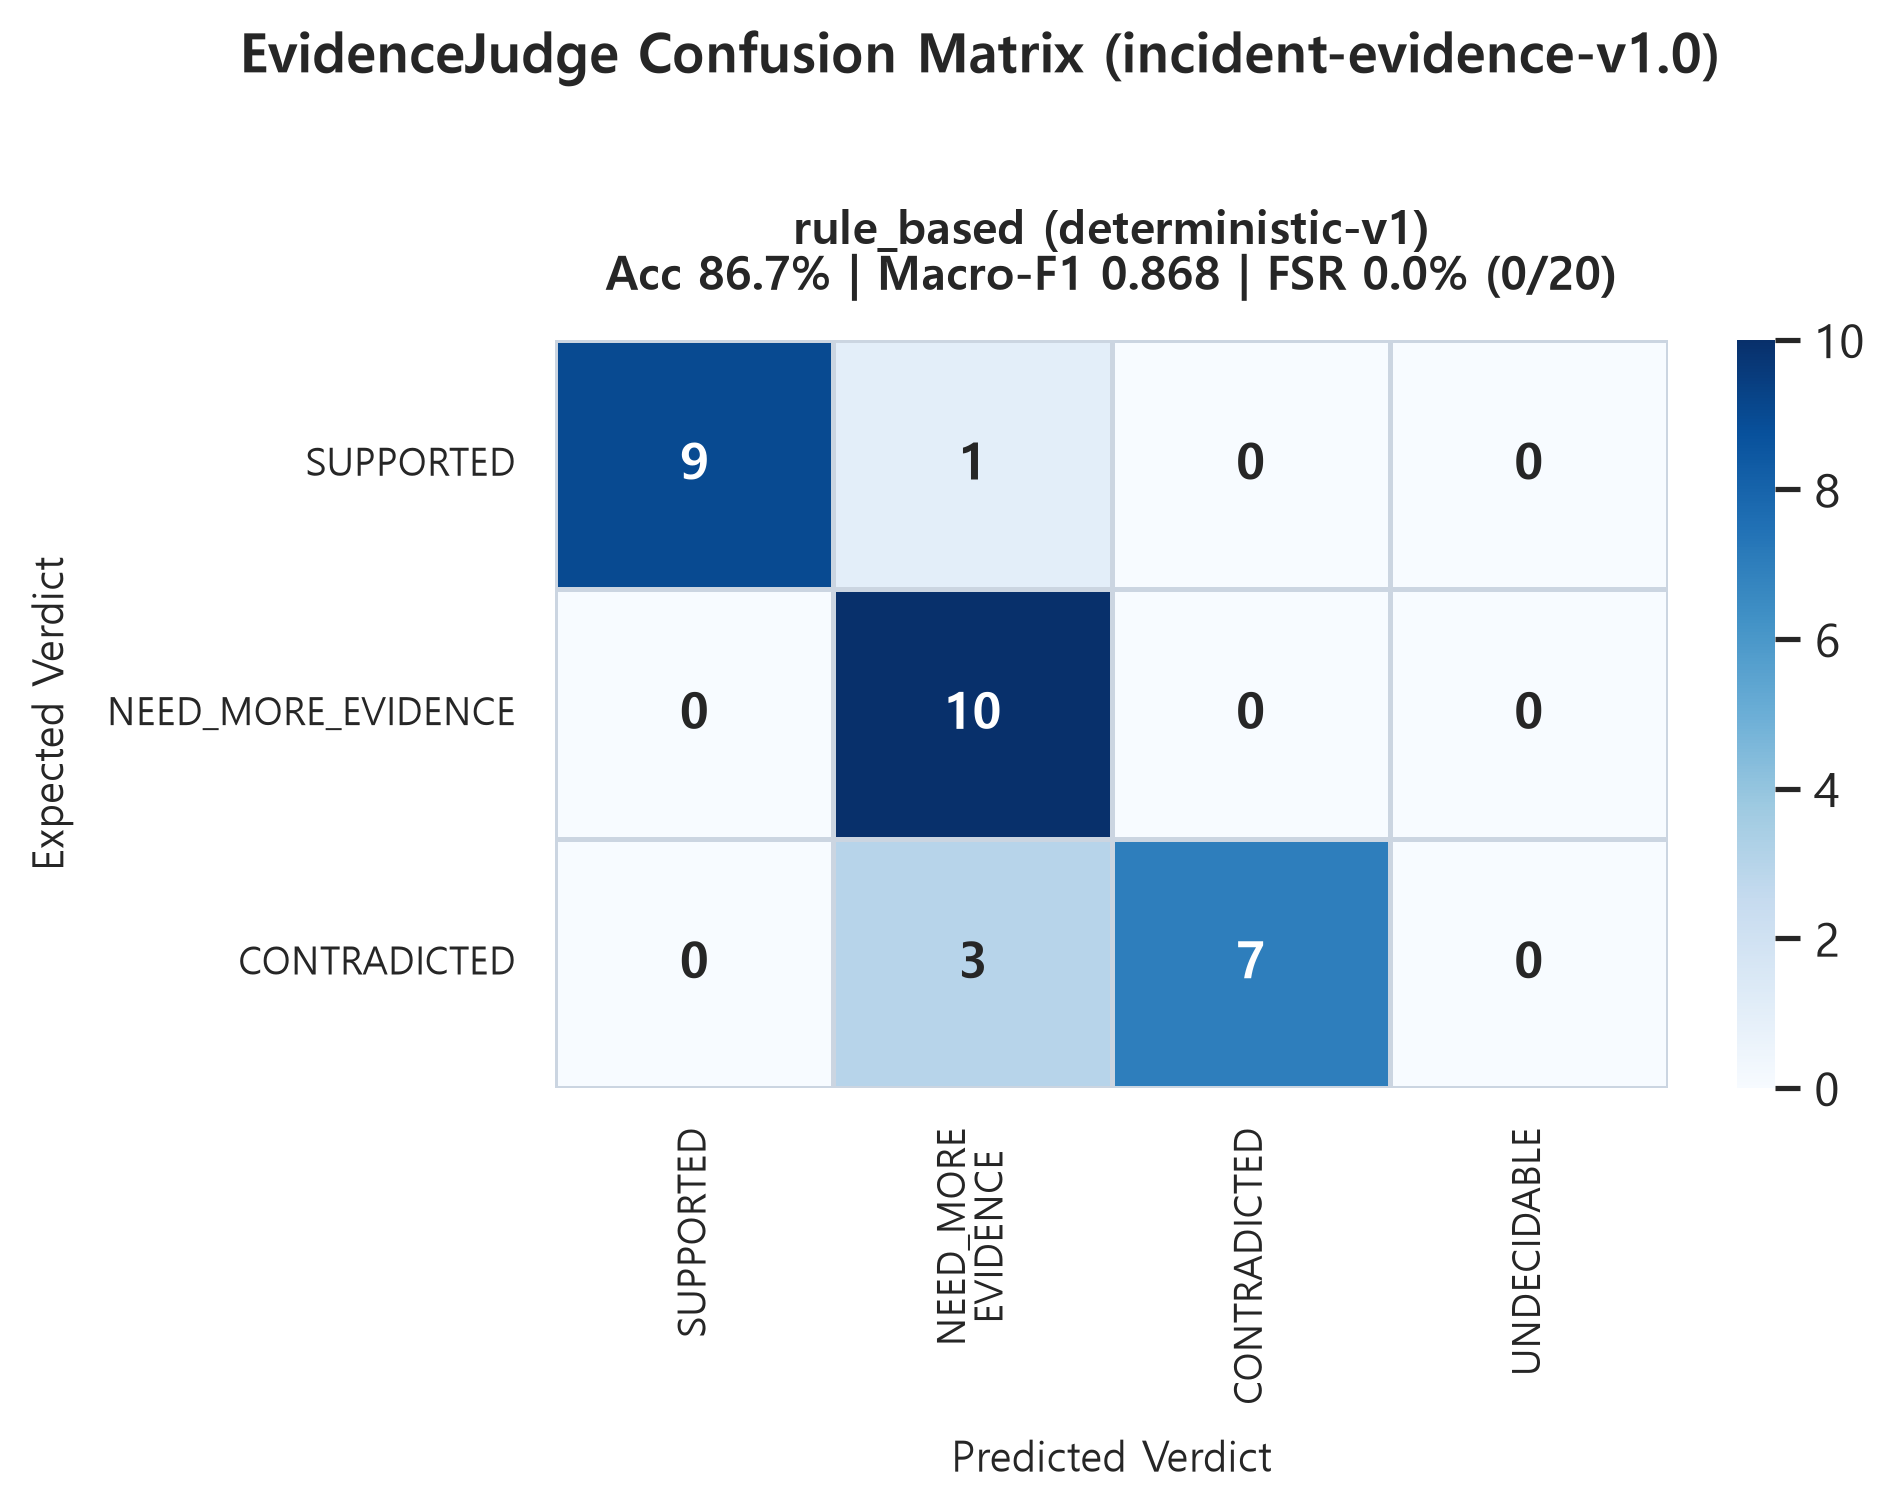 EvidenceJudge Confusion Matrix (incident-evidence-v1.0)
rule_based (deterministic-v1)
Acc 86.7% | Macro-F1 0.868 | FSR 0.0% (0/20)
Expected Verdict
SUPPORTED
9 1 0 0
NEED_MORE_EVIDENCE
0 10 0 0
CONTRADICTED
0 3 7 0
10
8
6
4
2
0
SUPPORTED
NEED_MORE
EVIDENCE
CONTRADICTED
UNDECIDABLE
Predicted Verdict